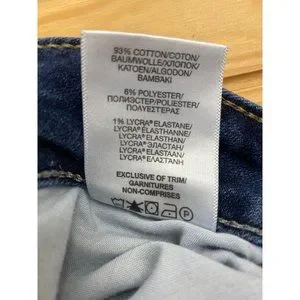 93% COTTON/COTON/
BAUMWOLLE/ХЛОПОК/
KATOEN/ALGODON/
ΒΑΜΒΑΚΙ
6% POLYESTER/
ПОЛИЭСТЕР/POLIESTER/
ΠΟΛΥΕΣΤΕΡΑΣ
1% LYCRA® ELASTANE/
LYCRA® ELASTHANNE/
LYCRA® ELASTHAN/
LYCRA® ЭЛАСТАН/
LYCRA® ELASTAAN/
LYCRA® ΕΛΑΣΤΑΝΗ
EXCLUSIVE OF TRIM/
GARNITURES
NON-COMPRISES